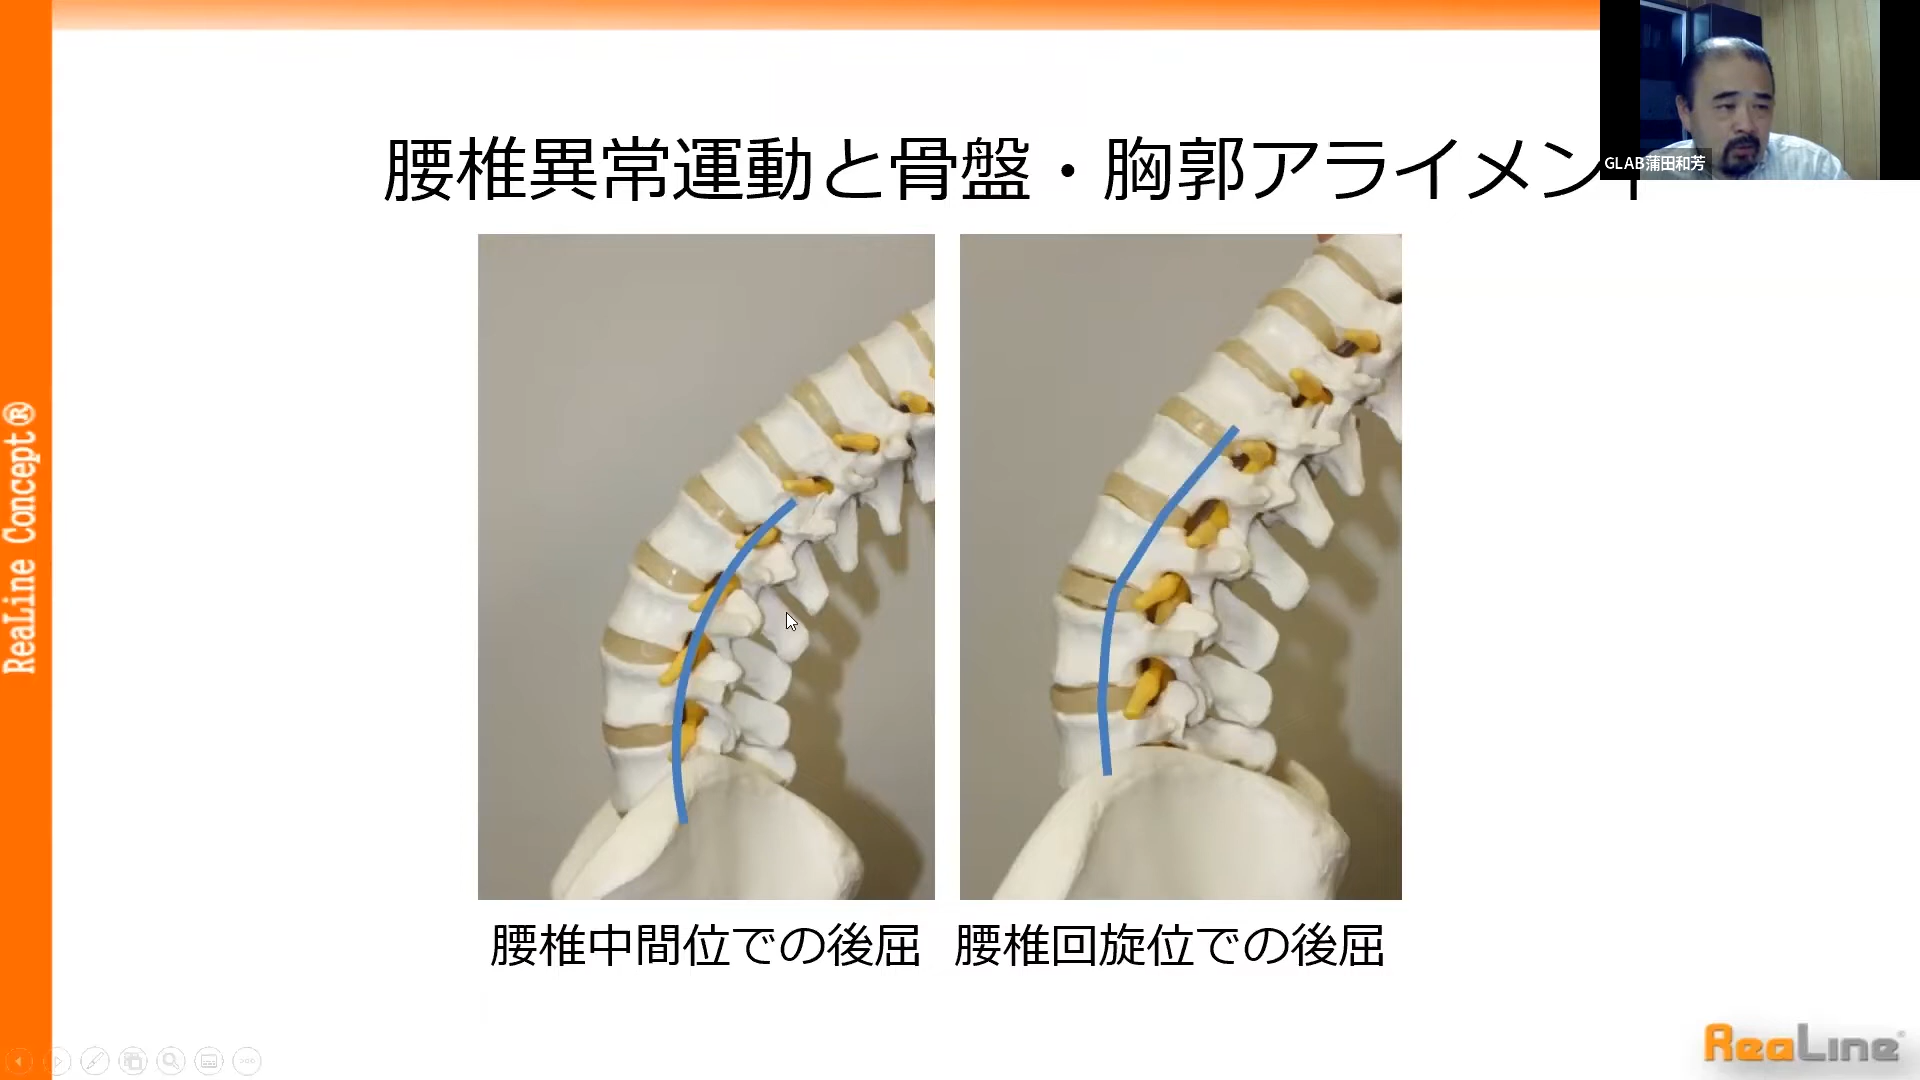 腰椎異常運動と骨盤・胸郭アライメント
GLAB蒲田和芳
腰椎中間位での後屈
腰椎回旋位での後屈
ReaLine Concept®
ReaLine